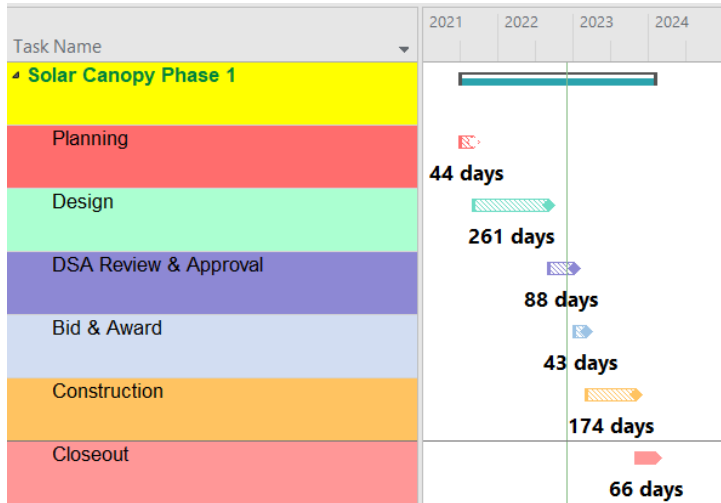 2021 2022 2023 2024
Task Name
Solar Canopy Phase 1
Planning
44 days
Design
261 days
DSA Review & Approval
88 days
Bid & Award
43 days
Construction
174 days
Closeout
66 days